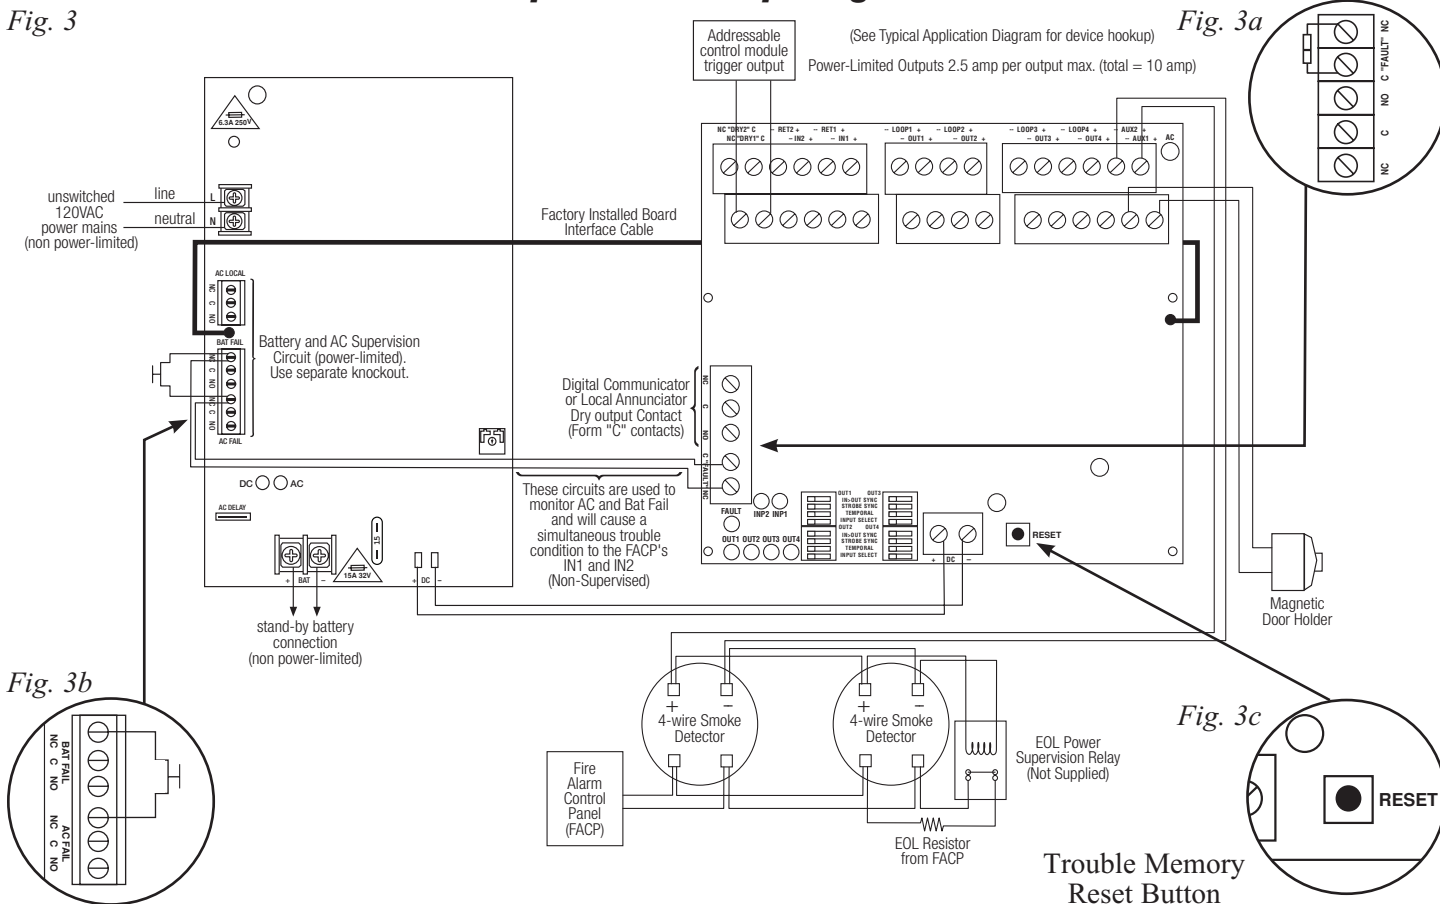 Fig. 3
Fig. 3a
Addressable
control module
trigger output
(See Typical Application Diagram for device hookup)
Power-Limited Outputs 2.5 amp per output max. (total = 10 amp)
NC
C "FAULT"
NO
C
NC
6.3A 250V
unswitched
120VAC
power mains
(non power-limited)
line
neutral
L
N
Factory Installed Board
Interface Cable
NC "DRY2" C – RET2 + – RET1 +
NC"DRY1" C – IN2 + – IN1 +
– LOOP1 + – LOOP2 +
– OUT1 + – OUT2 +
– LOOP3 + – LOOP4 + – AUX2 +
– OUT3 + – OUT4 + – AUX1 +
AC
AC LOCAL
NC C NO
BAT FAIL
NC C NO
NC C NO
AC FAIL
Battery and AC Supervision
Circuit (power-limited).
Use separate knockout.
Digital Communicator
or Local Annunciator
Dry output Contact
(Form "C" contacts)
NC
C
NO
C "FAULT" NC
DC AC
AC DELAY
These circuits are used to
monitor AC and Bat Fail
and will cause a
simultaneous trouble
condition to the FACP's
IN1 and IN2
(Non-Supervised)
FAULT
INP2 INP1
OUT1 OUT2 OUT3 OUT4
OUT1 OUT3
IN>OUT SYNC
STROBE SYNC
TEMPORAL
INPUT SELECT
OUT2 OUT4
IN>OUT SYNC
STROBE SYNC
TEMPORAL
INPUT SELECT
+ DC –
RESET
+ BAT –
15A 32V
15
+ DC –
stand-by battery
connection
(non power-limited)
Magnetic
Door Holder
Fig. 3b
BAT FAIL
NC C NO
AC FAIL
NC C NO
+ –
4-wire Smoke
Detector
+ –
4-wire Smoke
Detector
EOL Power
Supervision Relay
(Not Supplied)
Fire
Alarm
Control
Panel
(FACP)
EOL Resistor
from FACP
Fig. 3c
RESET
Trouble Memory
Reset Button